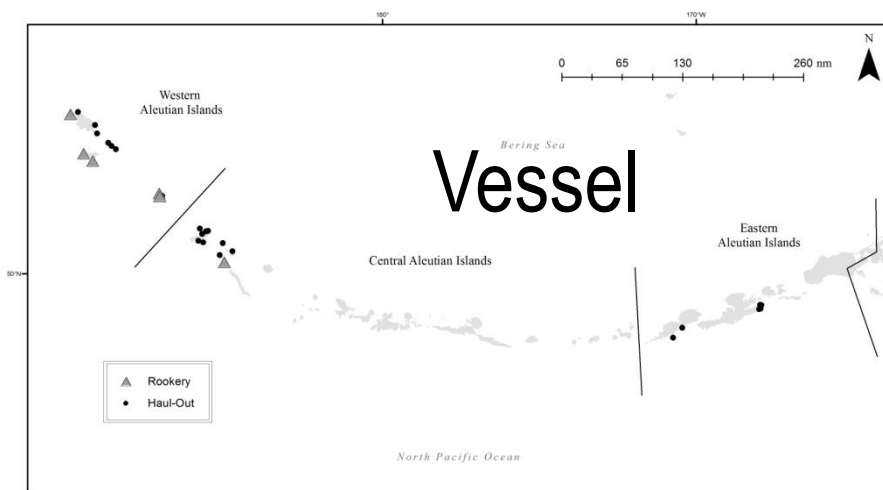 180°
170°W
N
0 65 130 260 nm
Western
Aleutian Islands
Bering Sea
Vessel
Eastern
Aleutian Islands
Central Aleutian Islands
50°N
Rookery
Haul-Out
North Pacific Ocean